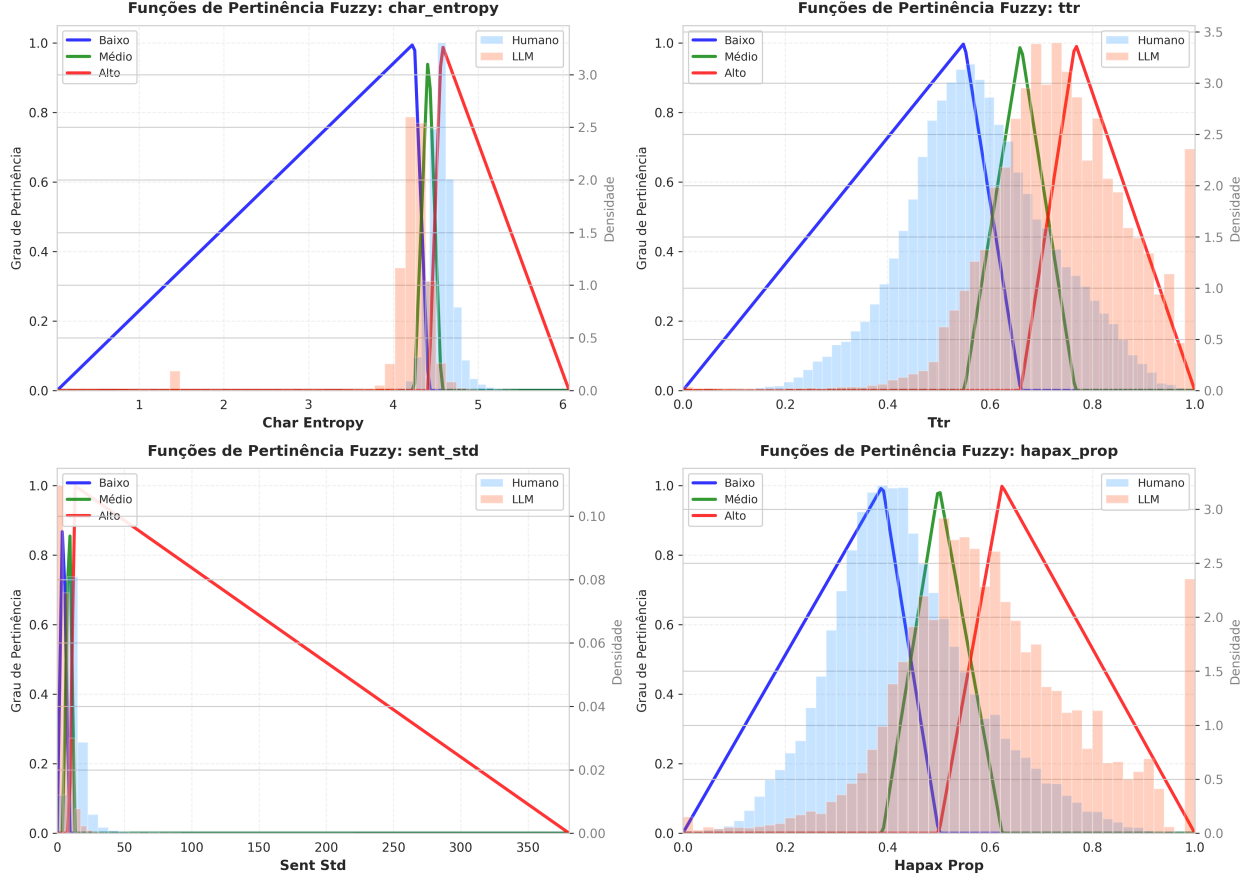 Funções de Pertinência Fuzzy: char_entropy
Baixo
Médio
Alto
Humano
LLM
Grau de Pertinência
1.0
0.8
0.6
0.4
0.2
0.0
3.0
2.5
2.0
1.5
1.0
0.5
0.0
Densidade
1 2 3 4 5 6
Char Entropy
Funções de Pertinência Fuzzy: ttr
Baixo
Médio
Alto
Humano
LLM
Grau de Pertinência
1.0
0.8
0.6
0.4
0.2
0.0
3.5
3.0
2.5
2.0
1.5
1.0
0.5
0.0
Densidade
0.0 0.2 0.4 0.6 0.8 1.0
Ttr
Funções de Pertinência Fuzzy: sent_std
Baixo
Médio
Alto
Humano
LLM
Grau de Pertinência
1.0
0.8
0.6
0.4
0.2
0.0
0.10
0.08
0.06
0.04
0.02
0.00
Densidade
0 50 100 150 200 250 300 350
Sent Std
Funções de Pertinência Fuzzy: hapax_prop
Baixo
Médio
Alto
Humano
LLM
Grau de Pertinência
1.0
0.8
0.6
0.4
0.2
0.0
3.0
2.5
2.0
1.5
1.0
0.5
0.0
Densidade
0.0 0.2 0.4 0.6 0.8 1.0
Hapax Prop